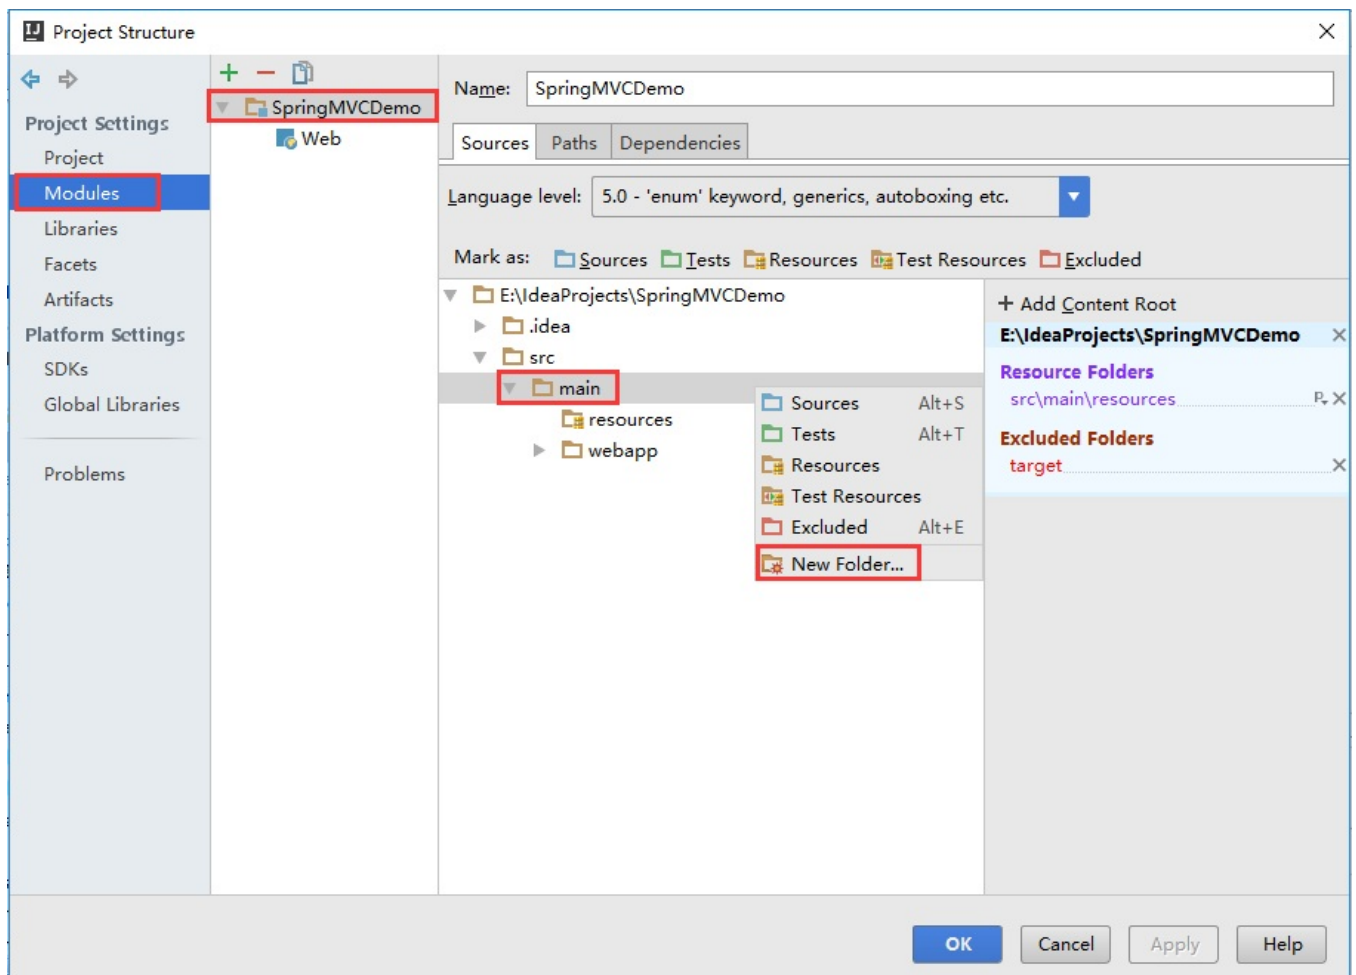 Project Structure
Project Settings
Project
Modules
Libraries
Facets
Artifacts
Platform Settings
SDKs
Global Libraries
Problems
SpringMVCDemo
Web
Name: SpringMVCDemo
Sources Paths Dependencies
Language level: 5.0 - 'enum' keyword, generics, autoboxing etc.
Mark as: Sources Tests Resources Test Resources Excluded
E:\IdeaProjects\SpringMVCDemo
.idea
src
main
resources
webapp
Sources Alt+S
Tests Alt+T
Resources
Test Resources
Excluded Alt+E
New Folder...
+ Add Content Root
E:\IdeaProjects\SpringMVCDemo
Resource Folders
src\main\resources
Excluded Folders
target
OK Cancel Apply Help